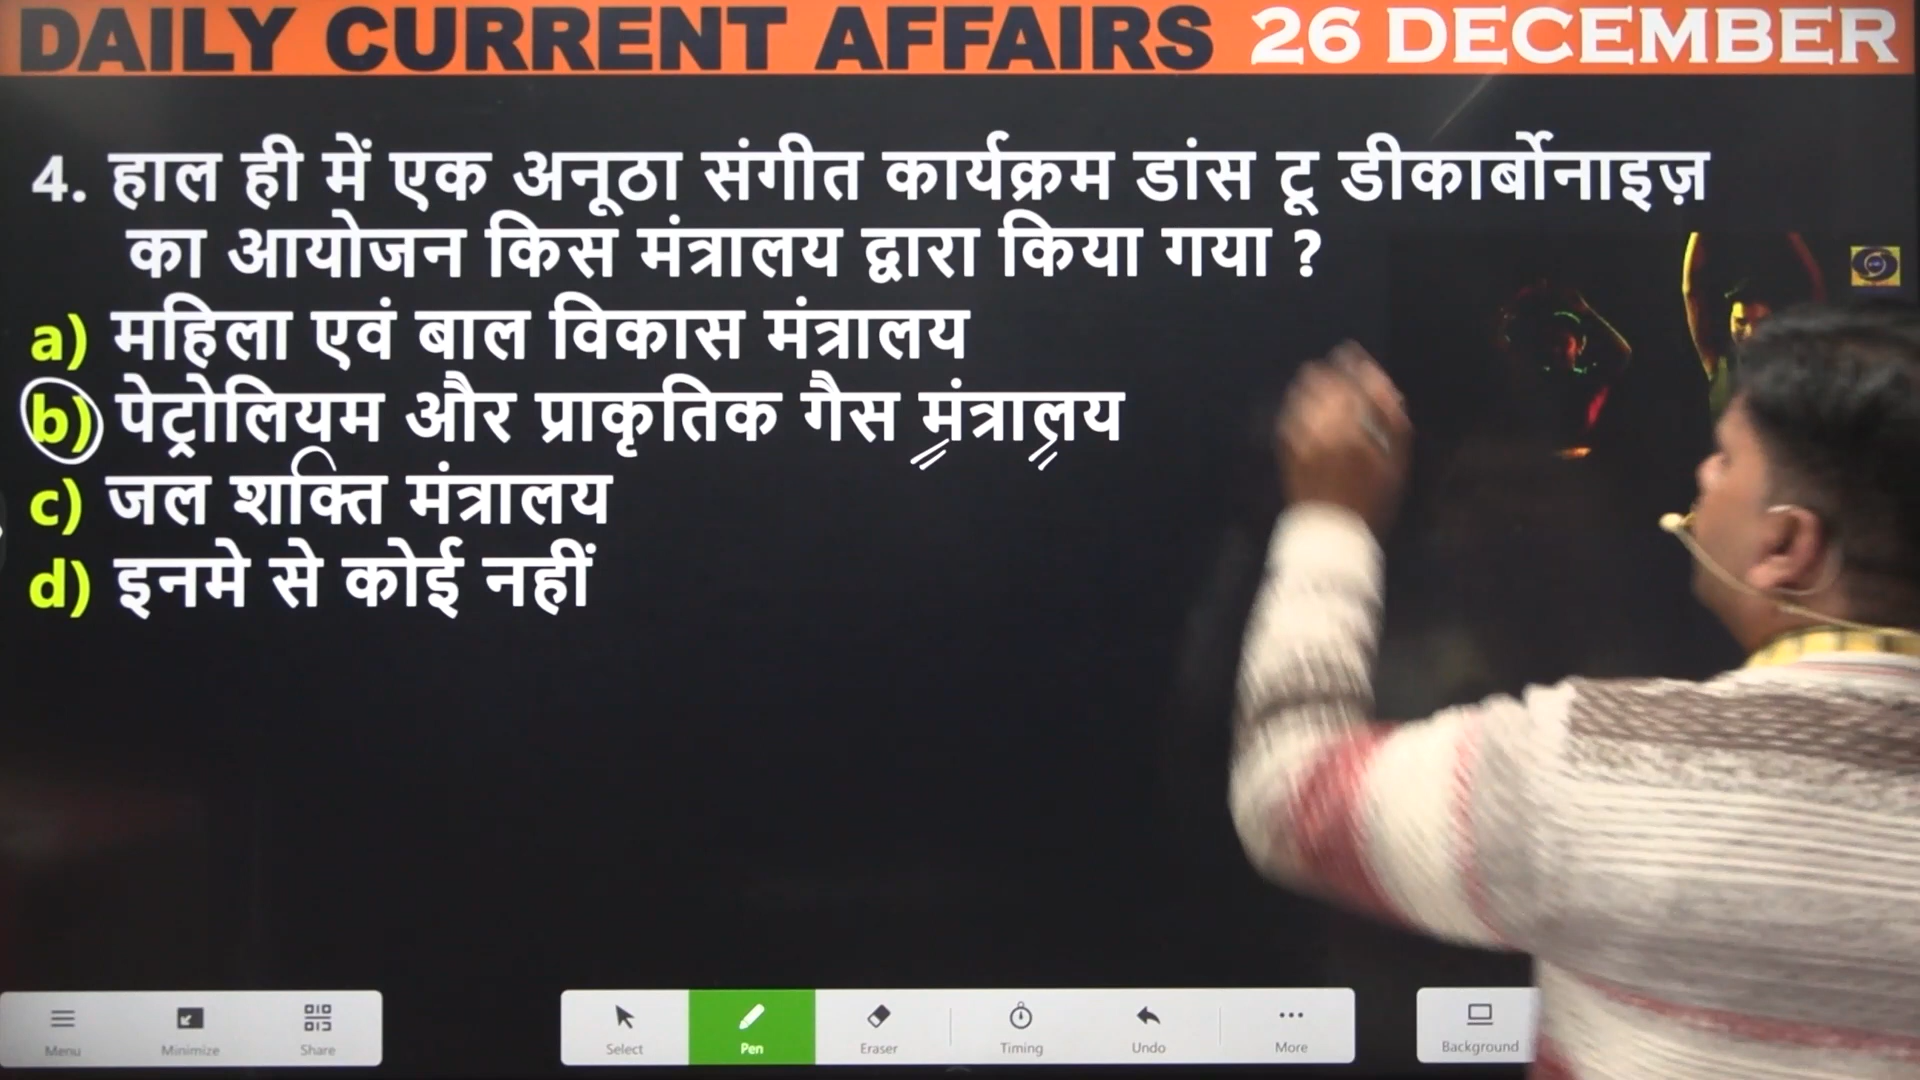 DAILY CURRENT AFFAIRS 26 DECEMBER
4. हाल ही में एक अनूठा संगीत कार्यक्रम डांस टू डीकार्बोनाइज़
का आयोजन किस मंत्रालय द्वारा किया गया ?
a) महिला एवं बाल विकास मंत्रालय
b) पेट्रोलियम और प्राकृतिक गैस मंत्रालय
c) जल शक्ति मंत्रालय
d) इनमे से कोई नहीं
Menu Minimize Share Select Pen Eraser Timing Undo More Background